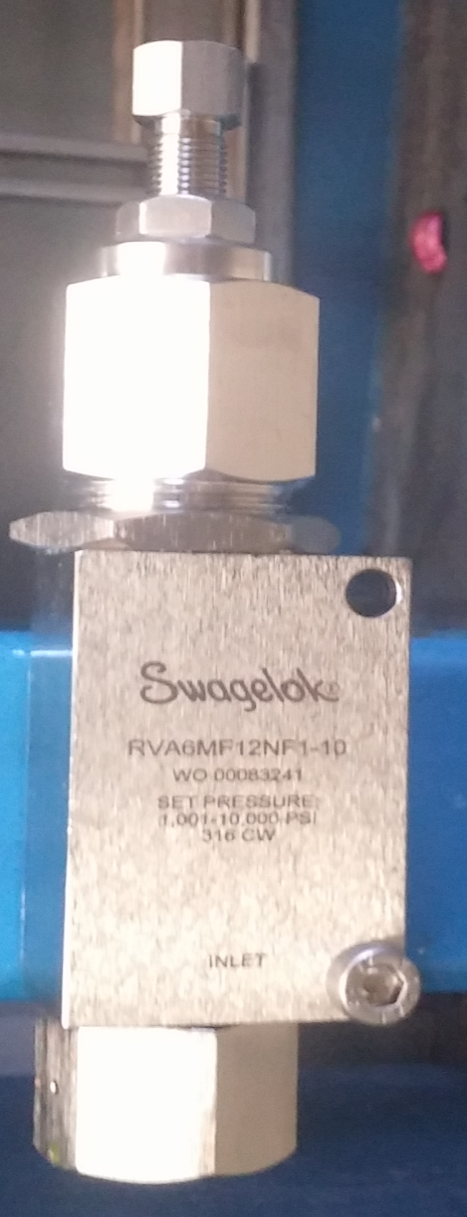 Swagelok®
RVA6MF12NF1-10
WO 00083241
SET PRESSURE:
1,001-10,000 PSI
316 CW
INLET